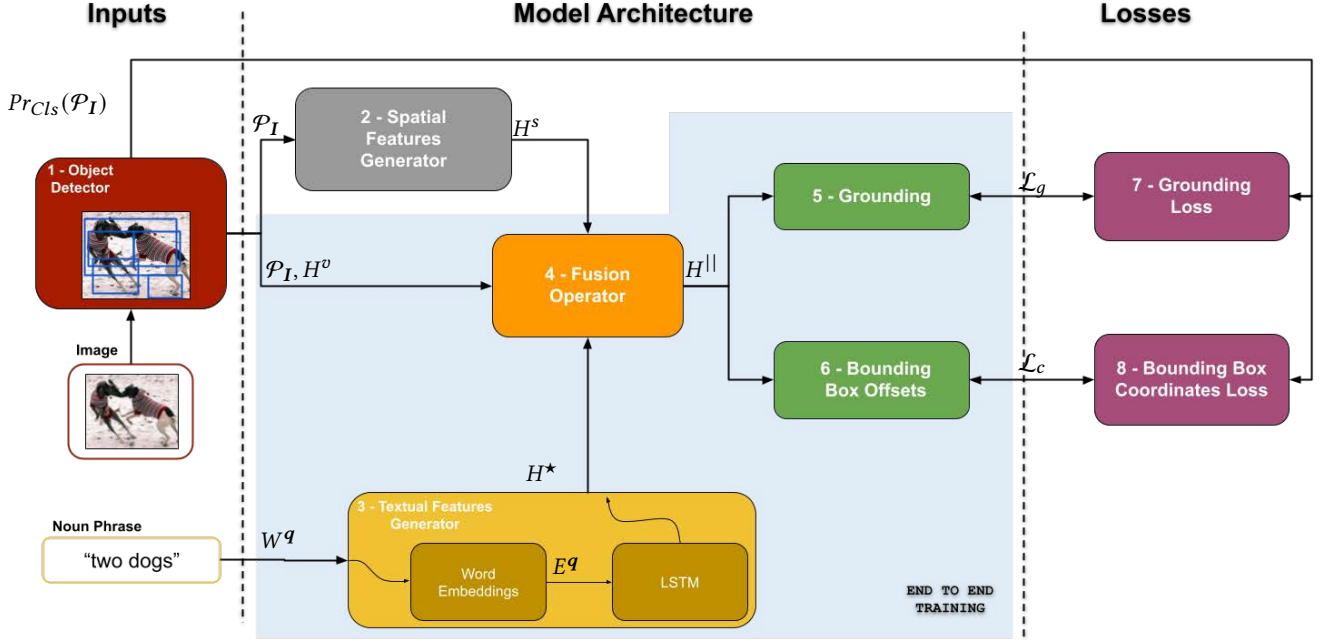 Inputs
Model Architecture
Losses
Pr_{Cls}(𝒫_I)
1 - Object
Detector
Image
Noun Phrase
“two dogs”
𝒫_I
2 - Spatial
Features
Generator
H^s
𝒫_I, H^v
4 - Fusion
Operator
H^{||}
5 - Grounding
6 - Bounding
Box Offsets
ℒ_g
ℒ_c
7 - Grounding
Loss
8 - Bounding Box
Coordinates Loss
H^★
W^q
3 - Textual Features
Generator
Word
Embeddings
E^q
LSTM
END TO END
TRAINING